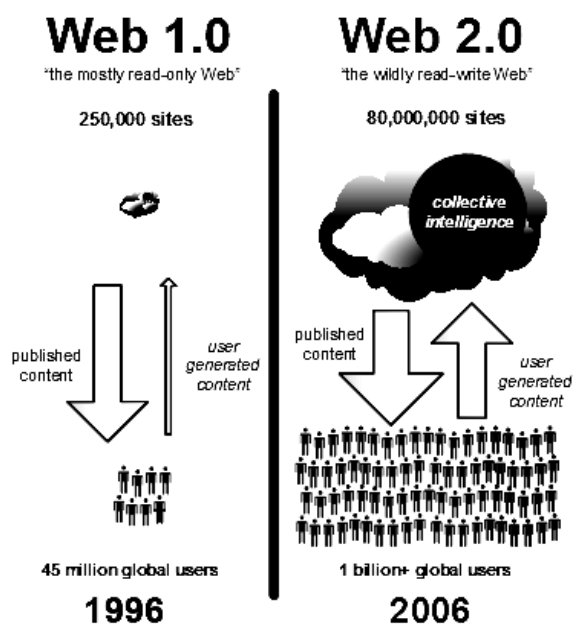 Web 1.0
"the mostly read-only Web"
250,000 sites
published
content
user
generated
content
45 million global users
1996
Web 2.0
"the wildly read-write Web"
80,000,000 sites
collective
intelligence
published
content
user
generated
content
1 billion+ global users
2006